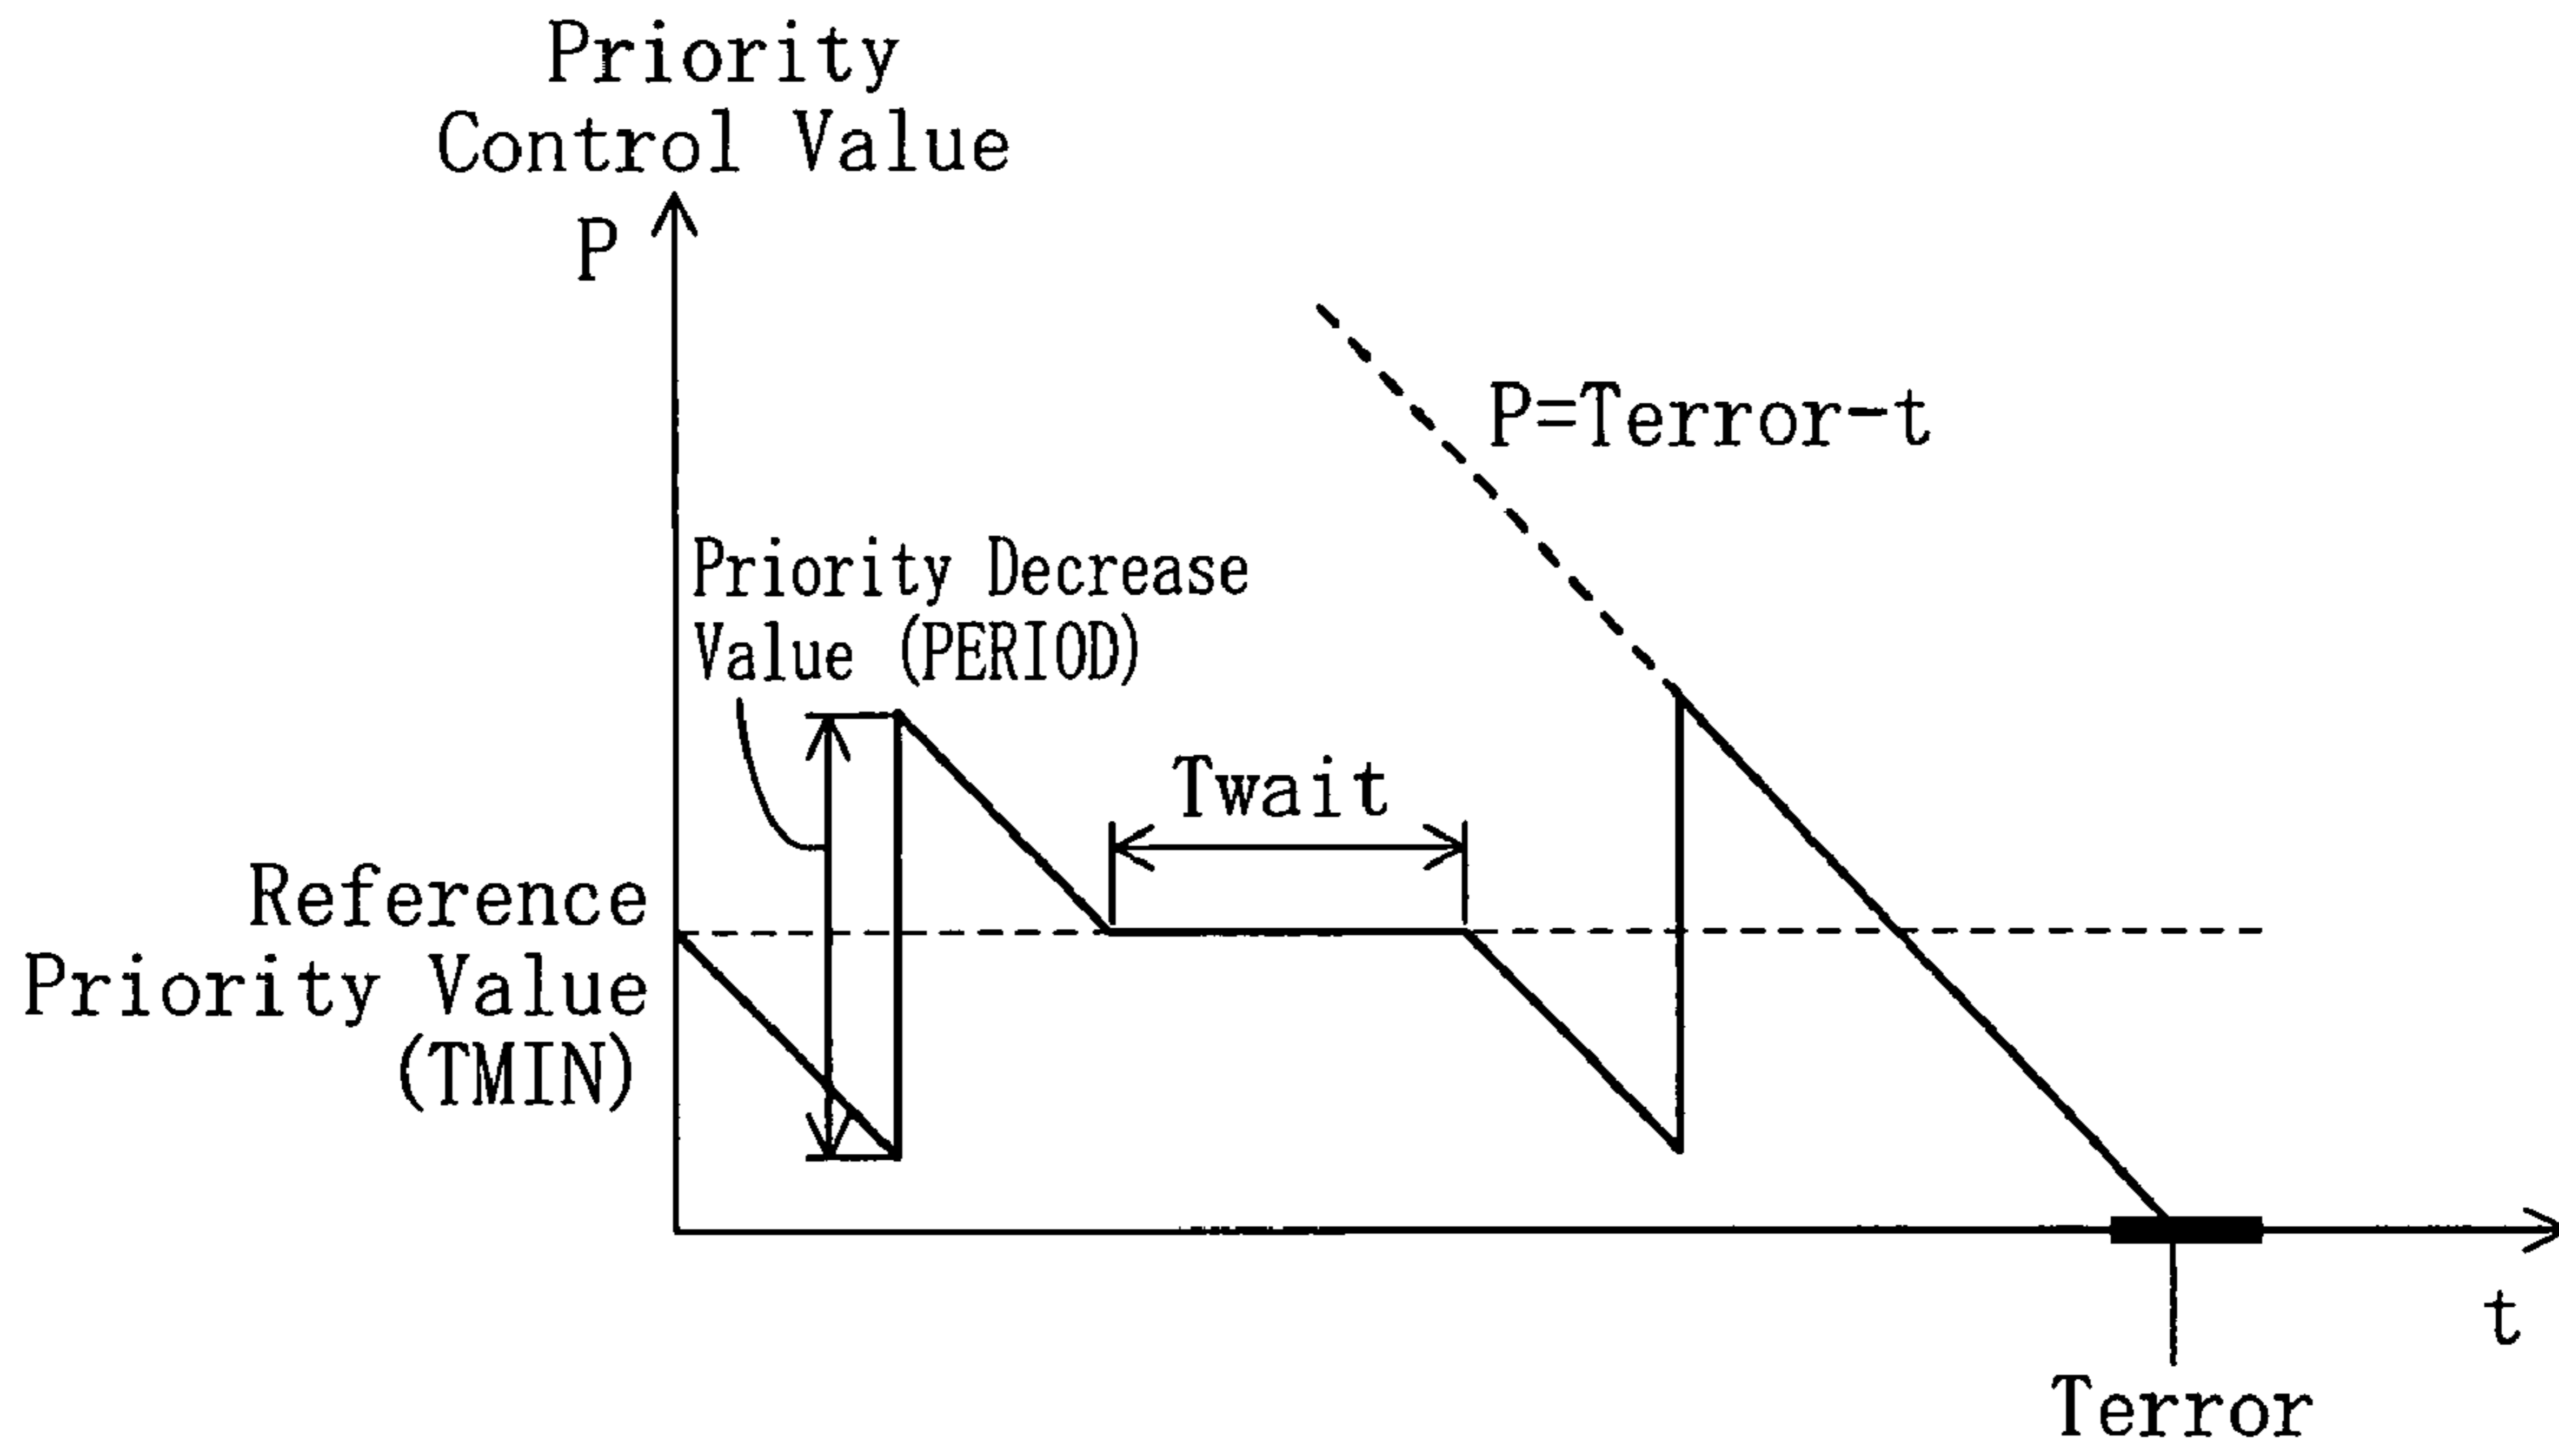 Priority
Control Value
P
P=Terror-t
Priority Decrease
Value (PERIOD)
Twait
Reference
Priority Value
(TMIN)
t
Terror